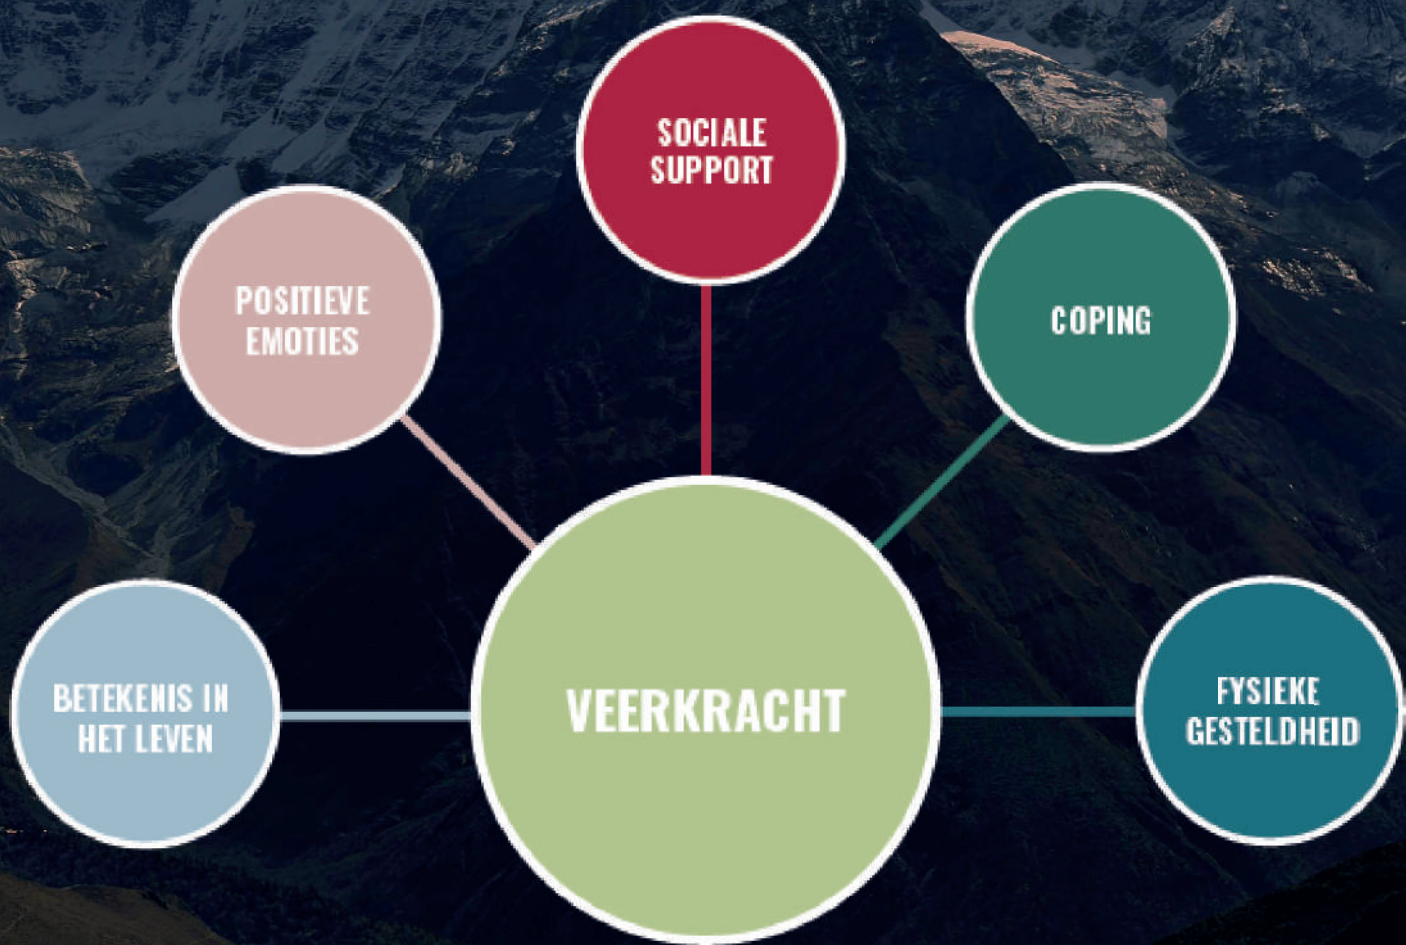 SOCIALE
SUPPORT
POSITIEVE
EMOTIES
COPING
BETEKENIS IN
HET LEVEN
VEERKRACHT
FYSIEKE
GESTELDHEID